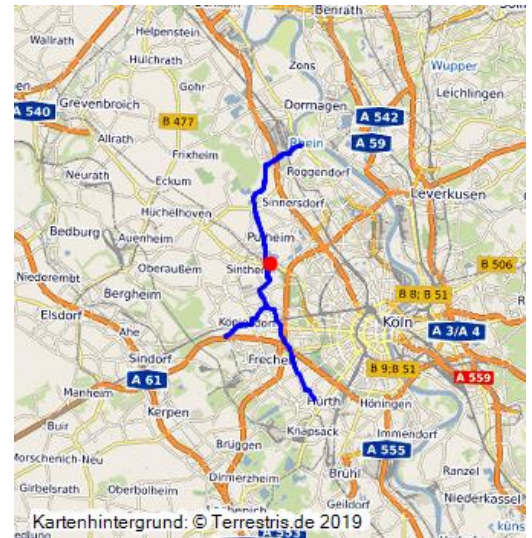 Benrath
Wallrath
Helpenstein
Hülchrath
Zons
Wupper
Gohr
Leichlingen
Dormagen
A 540
Grevenbroich
B 477
A 542
Allrath
Rhein
A 59
Frixheim
Neurath
Roggendorf
Eckum
Leverkusen
Sinnersdorf
Hüchelhoven
Bedburg
Auenheim
Pulheim
B 506
Niederembt
Oberaußem
Sinthern
Bergheim
B 8; B 51
Elsdorf
Ahe
Köln
A 3/A 4
Sindorf
Frechen
B 9;B 51
A 61
A 559
Manheim
Hürth
Höningen
Kerpen
Buir
Knapsack
Immendorf
Brüggen
A 555
Morschenich-Neu
Ranzel
Brühl
Girbelsrath
Dirmerzheim
Oberbolheim
Geildorf
Niederkassel
Kartenhintergrund: © Terrestris.de 2019